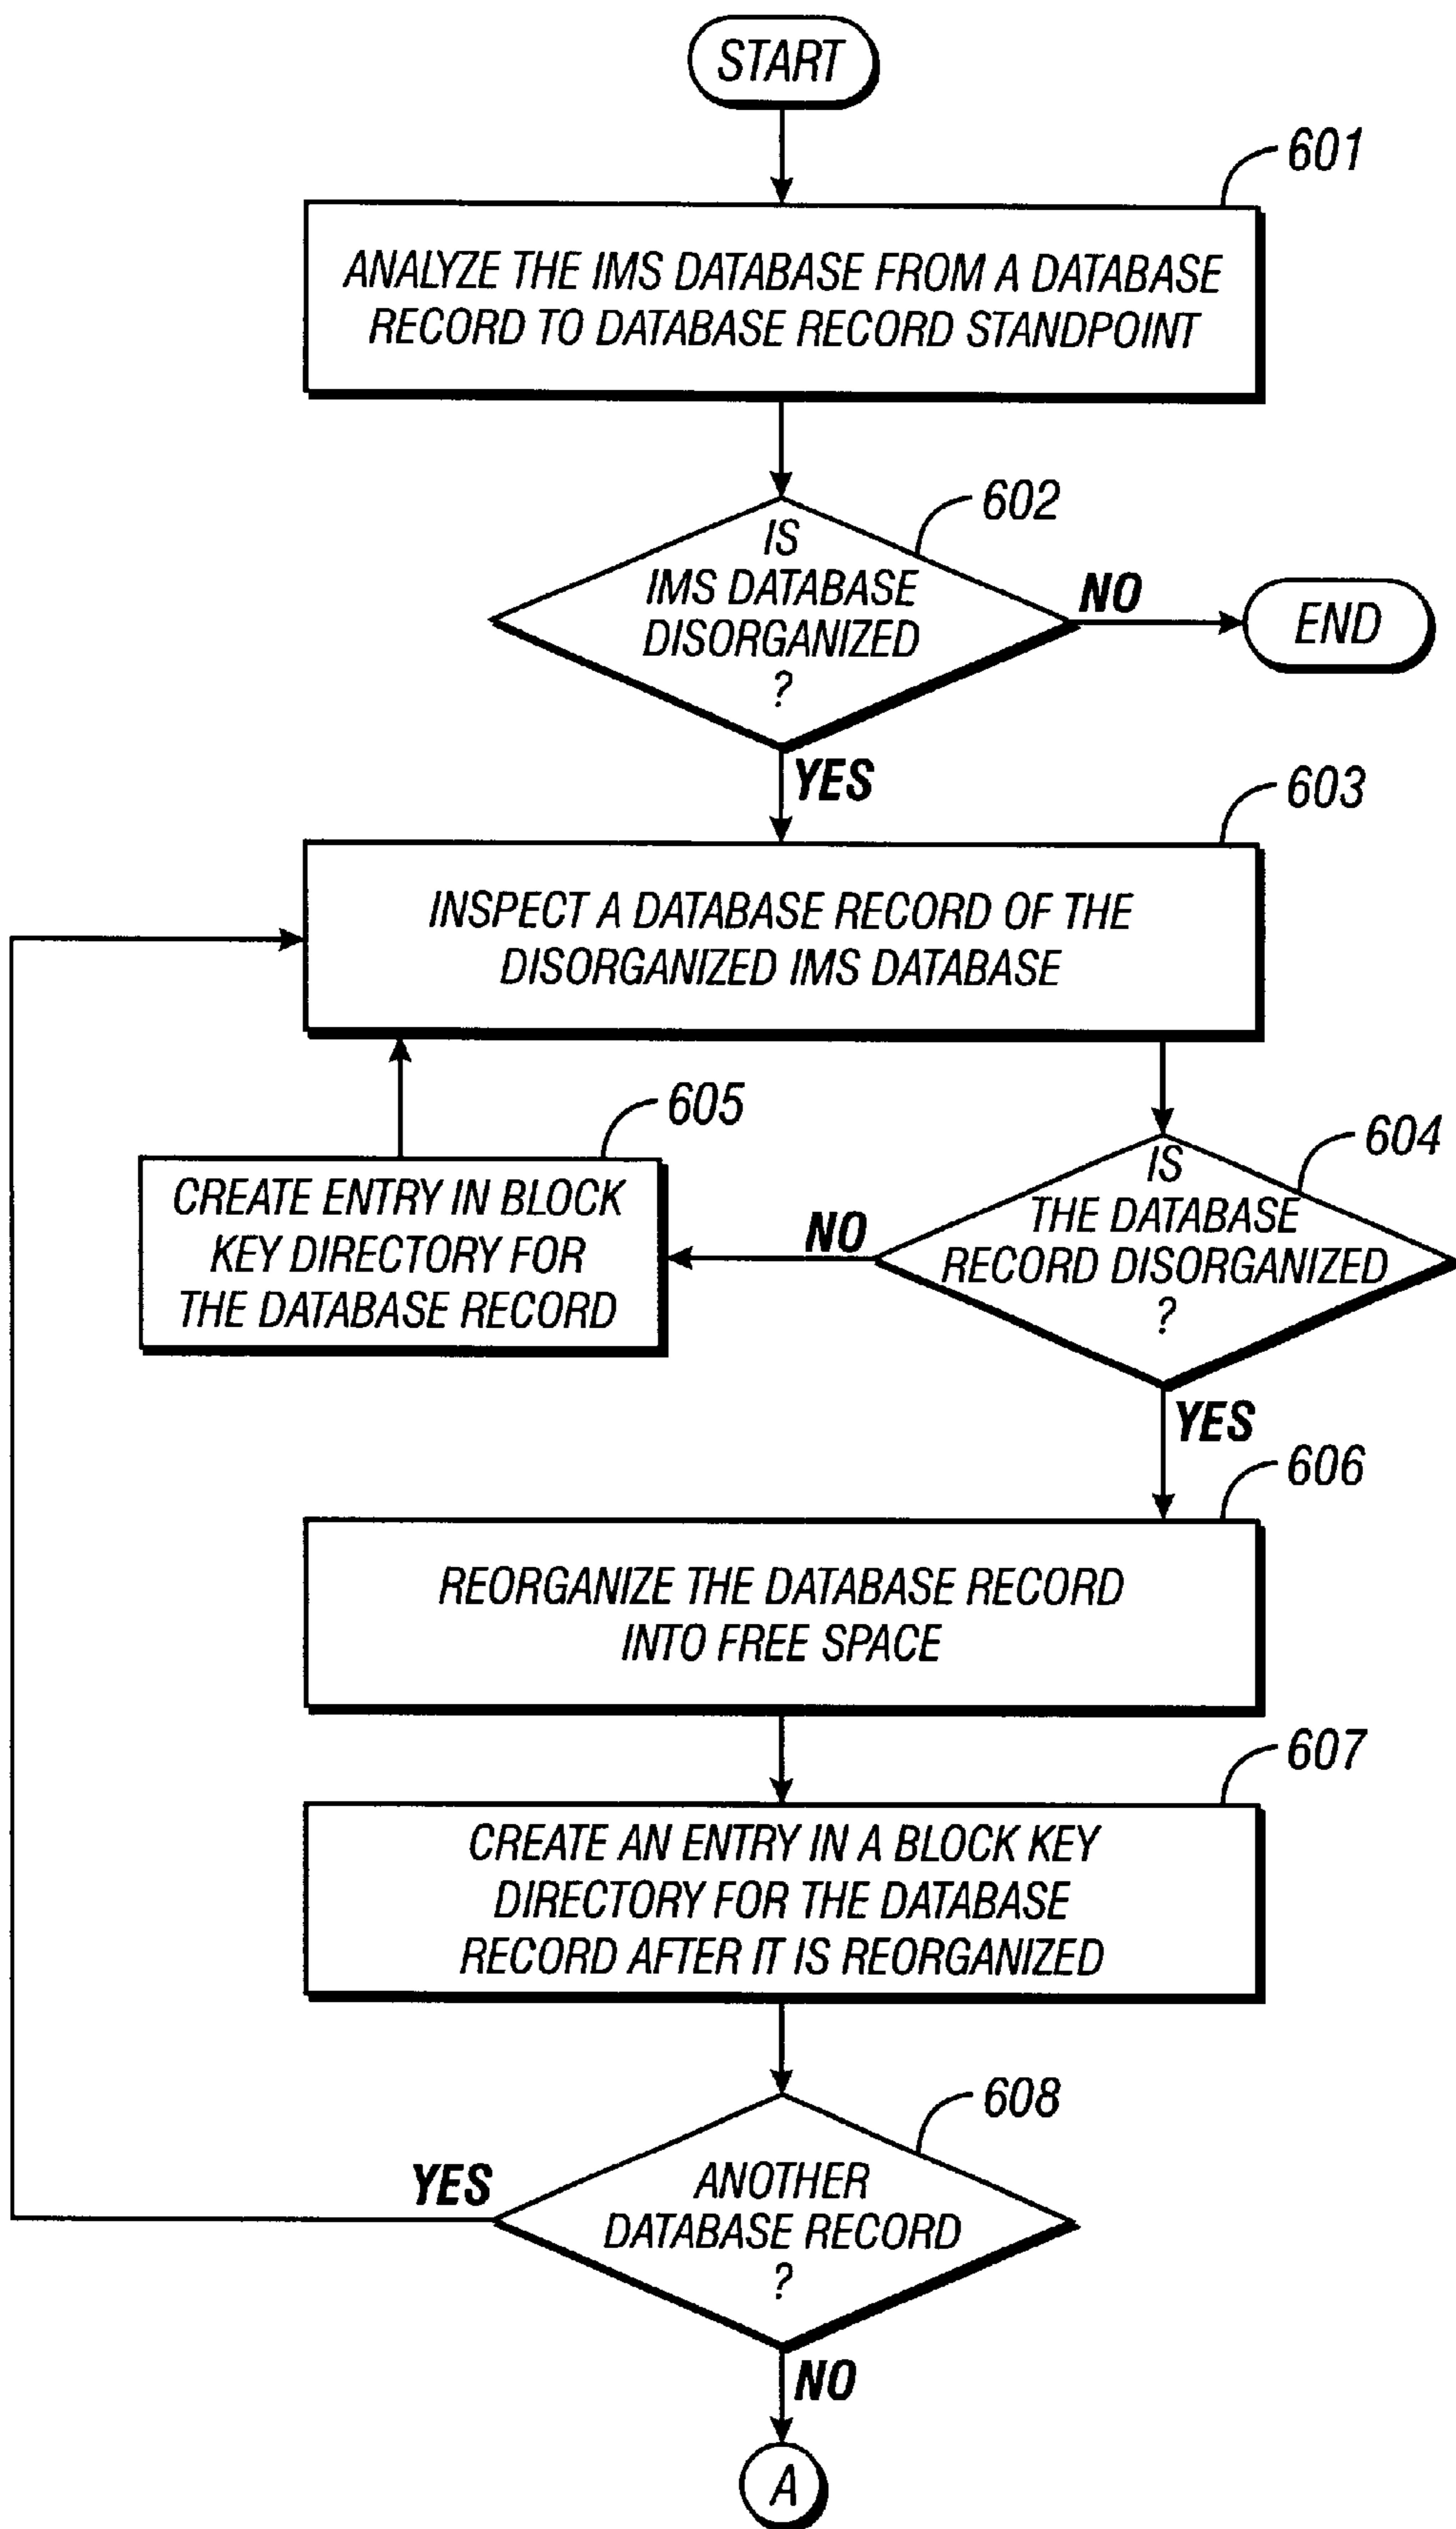 START
601
ANALYZE THE IMS DATABASE FROM A DATABASE
RECORD TO DATABASE RECORD STANDPOINT
602
IS
IMS DATABASE
DISORGANIZED
?
NO
END
YES
603
INSPECT A DATABASE RECORD OF THE
DISORGANIZED IMS DATABASE
605
CREATE ENTRY IN BLOCK
KEY DIRECTORY FOR
THE DATABASE RECORD
604
IS
THE DATABASE
RECORD DISORGANIZED
?
NO
YES
606
REORGANIZE THE DATABASE RECORD
INTO FREE SPACE
607
CREATE AN ENTRY IN A BLOCK KEY
DIRECTORY FOR THE DATABASE
RECORD AFTER IT IS REORGANIZED
608
ANOTHER
DATABASE RECORD
?
YES
NO
A